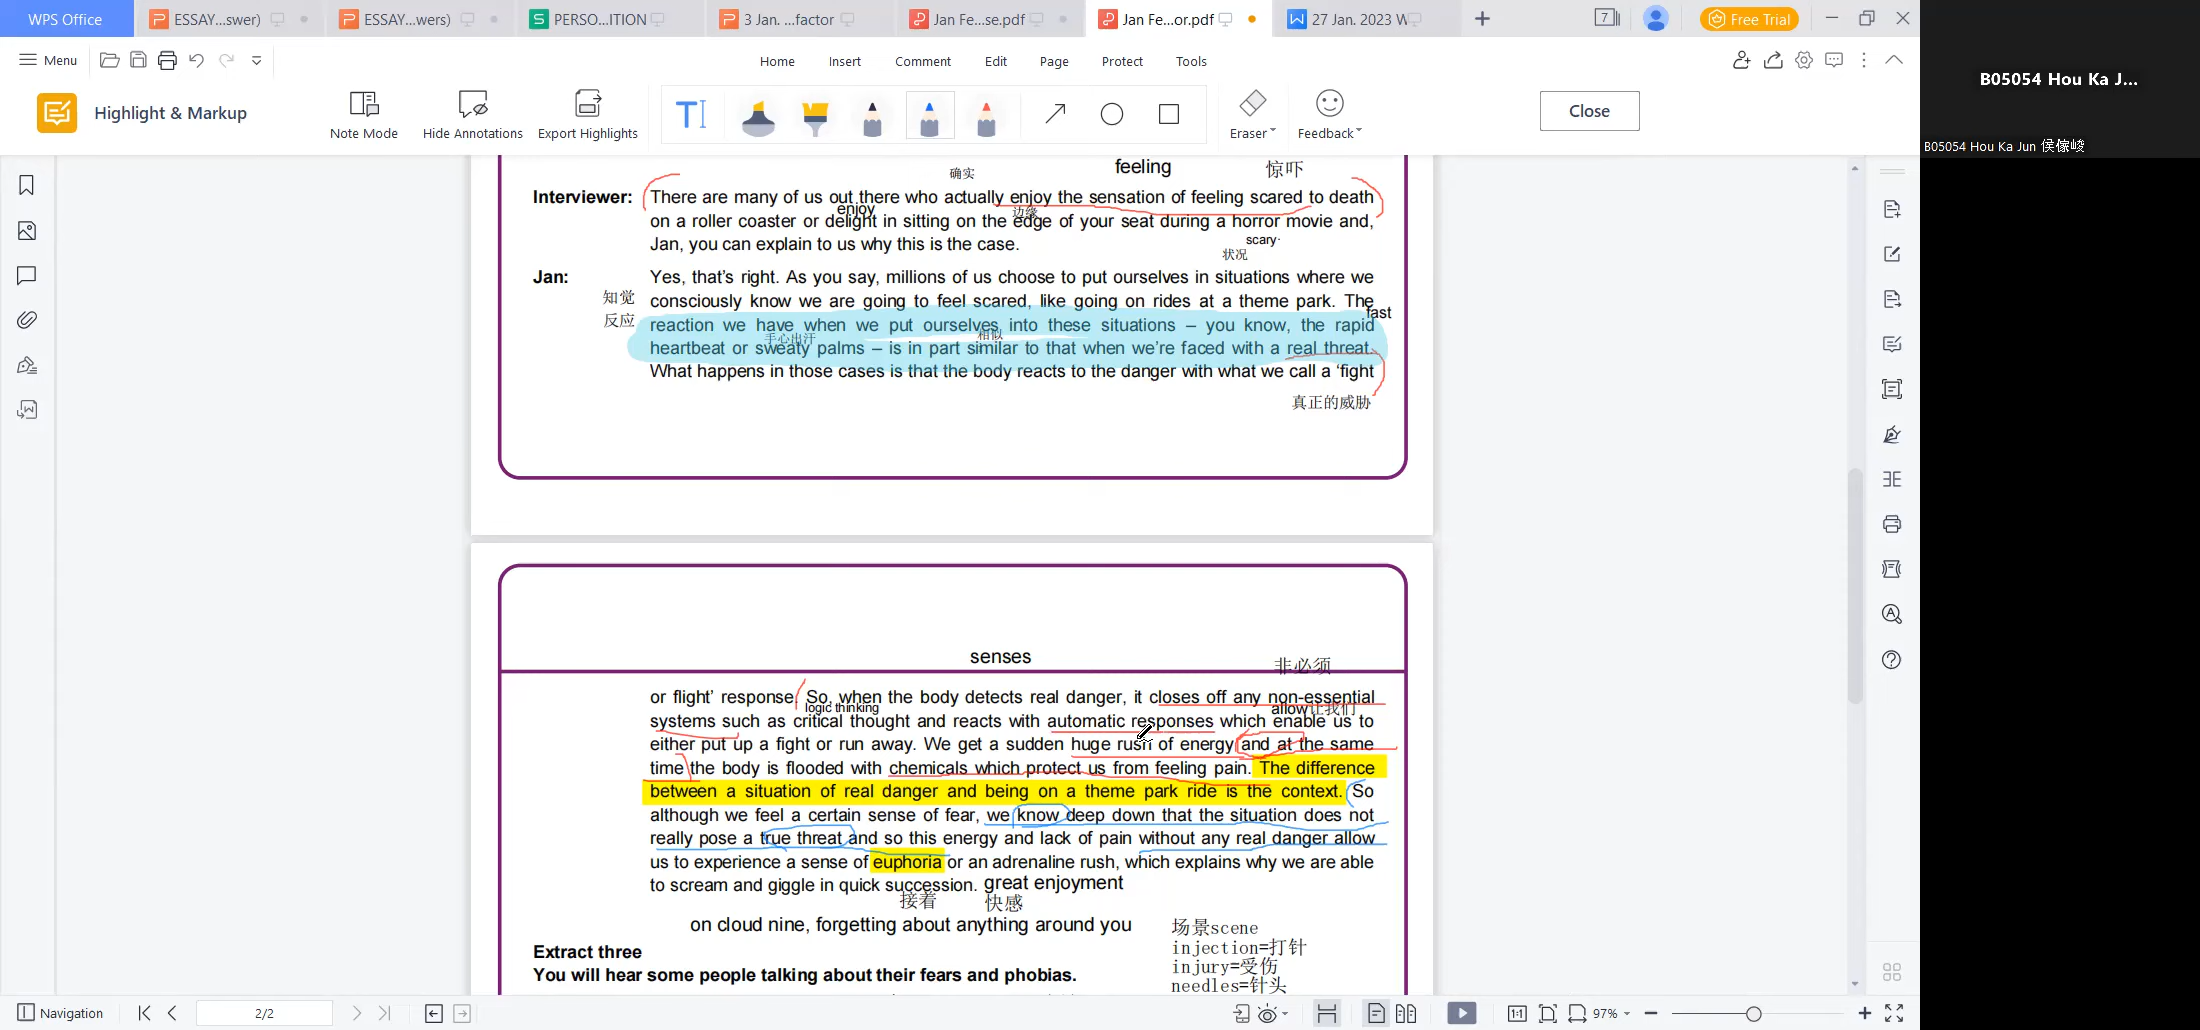 WPS Office
ESSAY...swer)
ESSAY...wers)
PERSO...ITION
3 Jan. ...factor
Jan Fe...se.pdf
Jan Fe...or.pdf
27 Jan. 2023 W
7
Free Trial
Menu
Home
Insert
Comment
Edit
Page
Protect
Tools
Highlight & Markup
Note Mode
Hide Annotations
Export Highlights
Eraser
Feedback
Close
B05054 Hou Ka J...
B05054 Hou Ka Jun 侯傢峻
feeling
惊吓
确实
Interviewer: There are many of us out there who actually enjoy the sensation of feeling scared to death
enjoy
边缘
on a roller coaster or delight in sitting on the edge of your seat during a horror movie and,
Jan, you can explain to us why this is the case.
scary·
状况
Jan: Yes, that's right. As you say, millions of us choose to put ourselves in situations where we
知觉
consciously know we are going to feel scared, like going on rides at a theme park. The
fast
反应
reaction we have when we put ourselves into these situations – you know, the rapid
手心出汗
相似
heartbeat or sweaty palms – is in part similar to that when we're faced with a real threat.
What happens in those cases is that the body reacts to the danger with what we call a 'fight
真正的威胁
senses
非必须
or flight' response. So, when the body detects real danger, it closes off any non-essential
logic thinking
allow让我们
systems such as critical thought and reacts with automatic responses which enable us to
either put up a fight or run away. We get a sudden huge rush of energy and at the same
time the body is flooded with chemicals which protect us from feeling pain. The difference
between a situation of real danger and being on a theme park ride is the context. So
although we feel a certain sense of fear, we know deep down that the situation does not
really pose a true threat and so this energy and lack of pain without any real danger allow
us to experience a sense of euphoria or an adrenaline rush, which explains why we are able
to scream and giggle in quick succession. great enjoyment
接着
快感
on cloud nine, forgetting about anything around you
场景scene
injection=打针
injury=受伤
needles=针头
Extract three
You will hear some people talking about their fears and phobias.
Navigation
2/2
1:1
97%